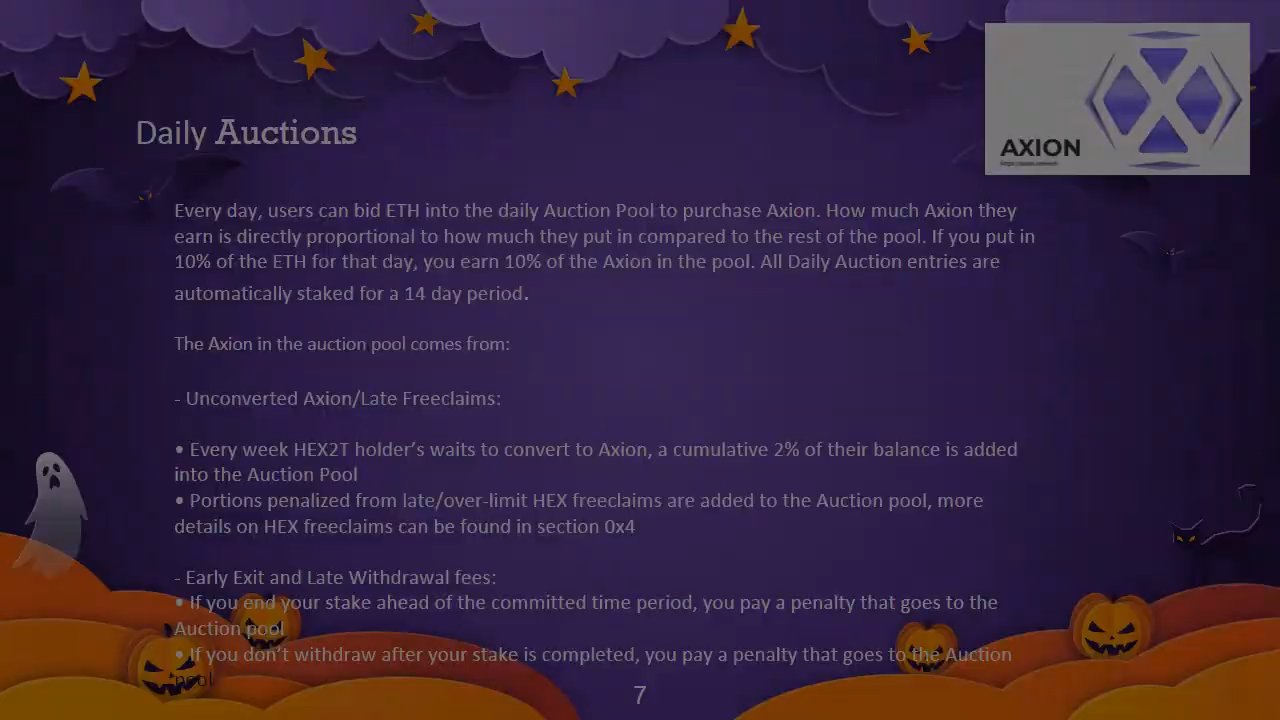 Daily Auctions
AXION
Every day, users can bid ETH into the daily Auction Pool to purchase Axion. How much Axion they
earn is directly proportional to how much they put in compared to the rest of the pool. If you put in
10% of the ETH for that day, you earn 10% of the Axion in the pool. All Daily Auction entries are
automatically staked for a 14 day period.
The Axion in the auction pool comes from:
- Unconverted Axion/Late Freeclaims:
• Every week HEX2T holder’s waits to convert to Axion, a cumulative 2% of their balance is added
into the Auction Pool
• Portions penalized from late/over-limit HEX freeclaims are added to the Auction pool, more
details on HEX freeclaims can be found in section 0x4
- Early Exit and Late Withdrawal fees:
• If you end your stake ahead of the committed time period, you pay a penalty that goes to the
Auction pool
• If you don’t withdraw after your stake is completed, you pay a penalty that goes to the Auction
pool
7